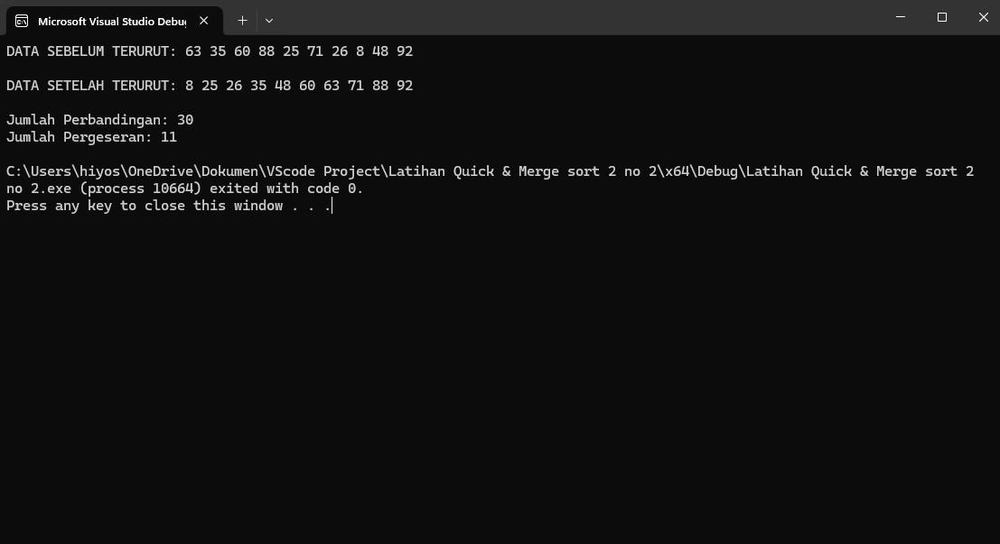 Microsoft Visual Studio Debug
DATA SEBELUM TERURUT: 63 35 60 88 25 71 26 8 48 92
DATA SETELAH TERURUT: 8 25 26 35 48 60 63 71 88 92
Jumlah Perbandingan: 30
Jumlah Pergeseran: 11
C:\Users\hiyos\OneDrive\Dokumen\VScode Project\Latihan Quick & Merge sort 2 no 2\x64\Debug\Latihan Quick & Merge sort 2
no 2.exe (process 10664) exited with code 0.
Press any key to close this window . . .